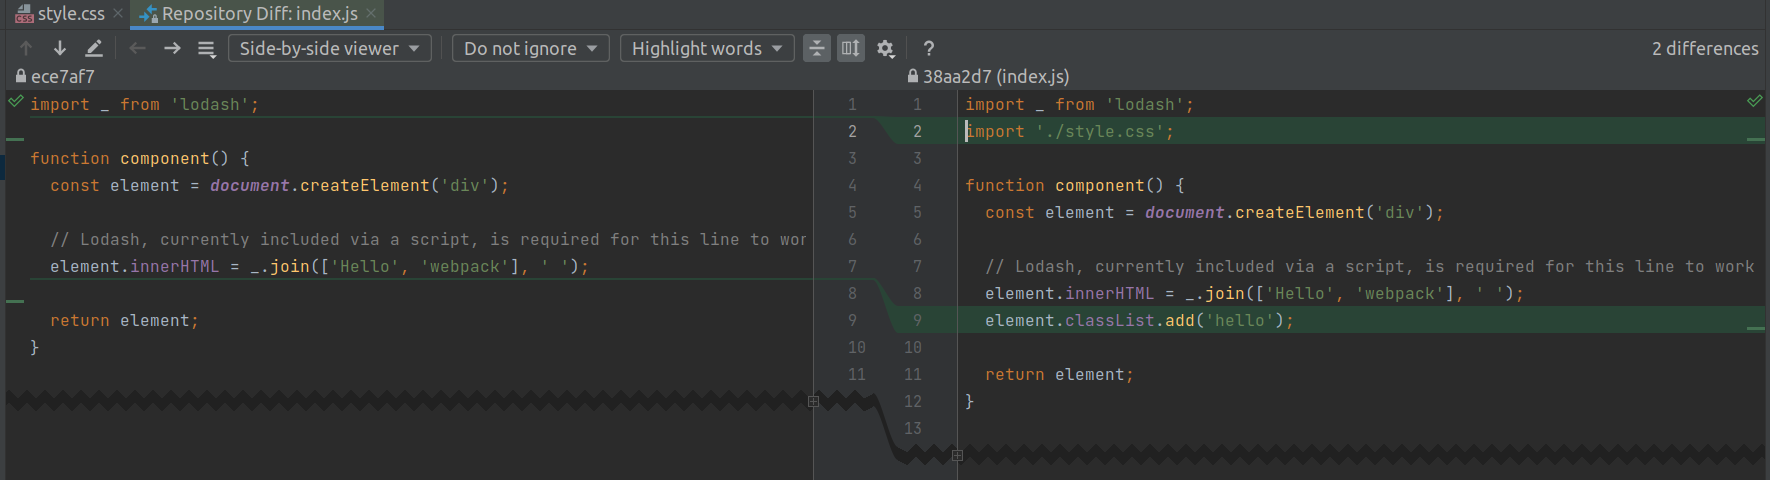 style.css Repository Diff: index.js
Side-by-side viewer Do not ignore Highlight words ? 2 differences
ece7af7 38aa2d7 (index.js)
import _ from 'lodash'; 1
2
3
function component() { 4
const element = document.createElement('div'); 5
6
// Lodash, currently included via a script, is required for this line to wor 7
element.innerHTML = _.join(['Hello', 'webpack'], ' '); 8
9
return element; 10
} 11
1 import _ from 'lodash';
2 import './style.css';
3
4 function component() {
5 const element = document.createElement('div');
6
7 // Lodash, currently included via a script, is required for this line to work
8 element.innerHTML = _.join(['Hello', 'webpack'], ' ');
9 element.classList.add('hello');
10
11 return element;
12 }
13